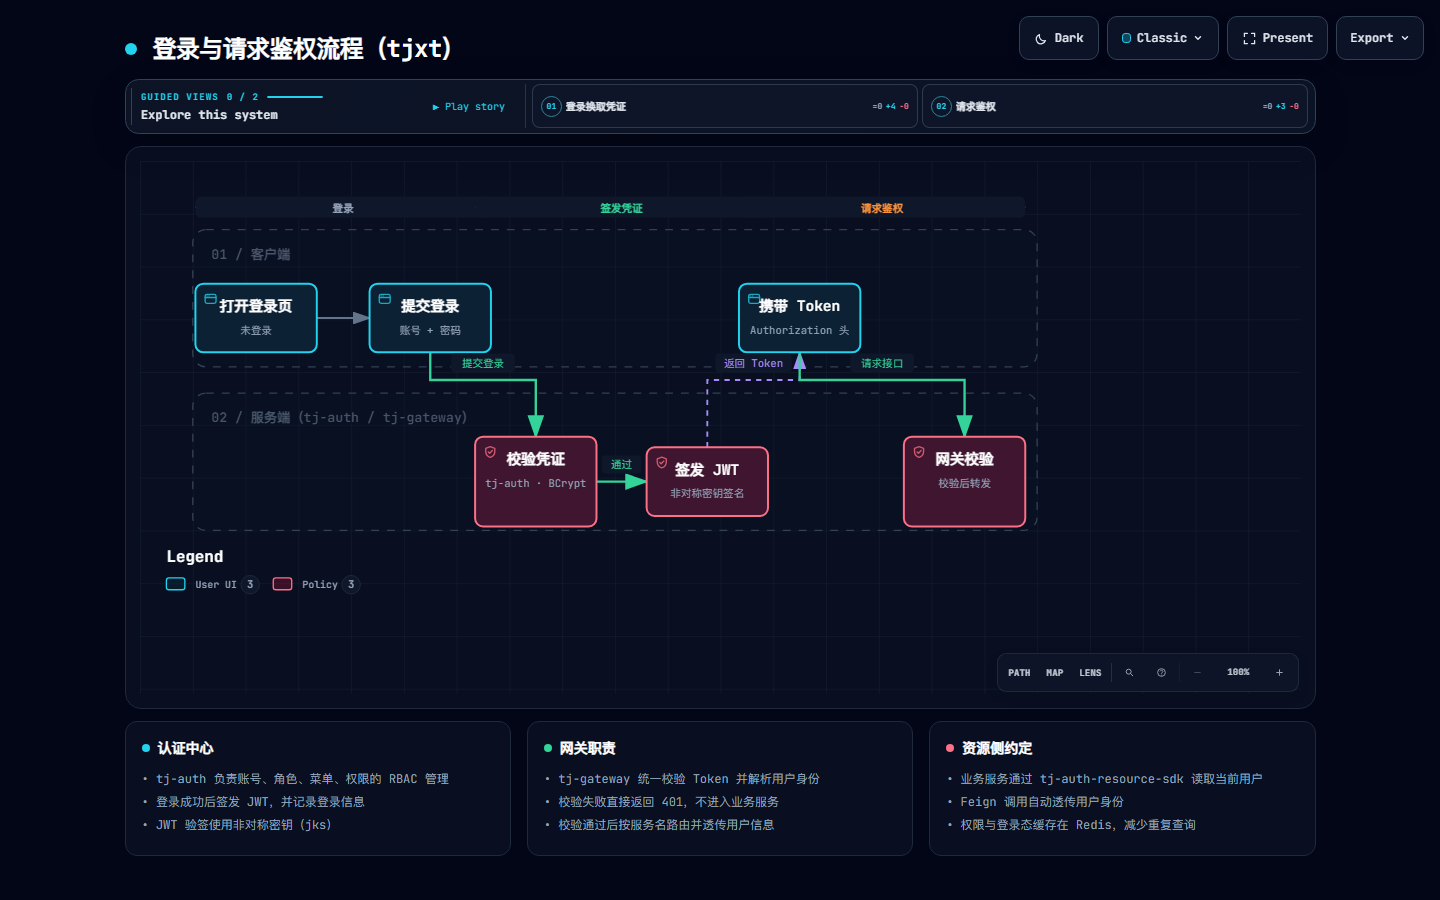 登录与请求鉴权流程（tjxt）
Dark
Classic
Present
Export
GUIDED VIEWS 0 / 2
Explore this system
▶ Play story
01 登录换取凭证
=0 +4 -0
02 请求鉴权
=0 +3 -0
登录
签发凭证
请求鉴权
01 / 客户端
打开登录页
未登录
提交登录
账号 + 密码
携带 Token
Authorization 头
提交登录
返回 Token
请求接口
02 / 服务端（tj-auth / tj-gateway）
校验凭证
tj-auth · BCrypt
通过
签发 JWT
非对称密钥签名
网关校验
校验后转发
Legend
User UI 3
Policy 3
PATH
MAP
LENS
100%
认证中心
• tj-auth 负责账号、角色、菜单、权限的 RBAC 管理
• 登录成功后签发 JWT，并记录登录信息
• JWT 验签使用非对称密钥（jks）
网关职责
• tj-gateway 统一校验 Token 并解析用户身份
• 校验失败直接返回 401，不进入业务服务
• 校验通过后按服务名路由并透传用户信息
资源侧约定
• 业务服务通过 tj-auth-resource-sdk 读取当前用户
• Feign 调用自动透传用户身份
• 权限与登录态缓存在 Redis，减少重复查询